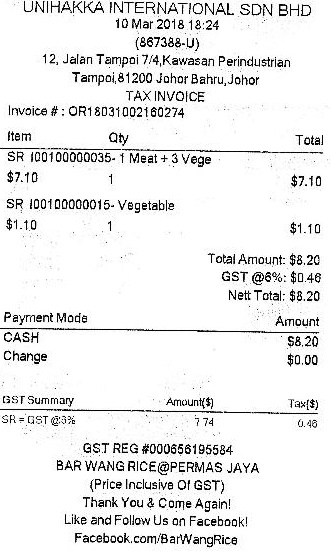 UNIHAKKA INTERNATIONAL SDN BHD
10 Mar 2018 18:24
(867388-U)
12, Jalan Tampoi 7/4,Kawasan Perindustrian
Tampoi,81200 Johor Bahru,Johor
TAX INVOICE
Invoice # : OR18031002160274
Item Qty Total
SR I00100000035- 1 Meat + 3 Vege
$7.10 1 $7.10
SR I00100000015- Vegetable
$1.10 1 $1.10
Total Amount: $8.20
GST @6%: $0.46
Nett Total: $8.20
Payment Mode Amount
CASH $8.20
Change $0.00
GST Summary Amount($) Tax($)
SR = GST @6% 7.74 0.46
GST REG #000656195584
BAR WANG RICE@PERMAS JAYA
(Price Inclusive Of GST)
Thank You & Come Again!
Like and Follow Us on Facebook!
Facebook.com/BarWangRice